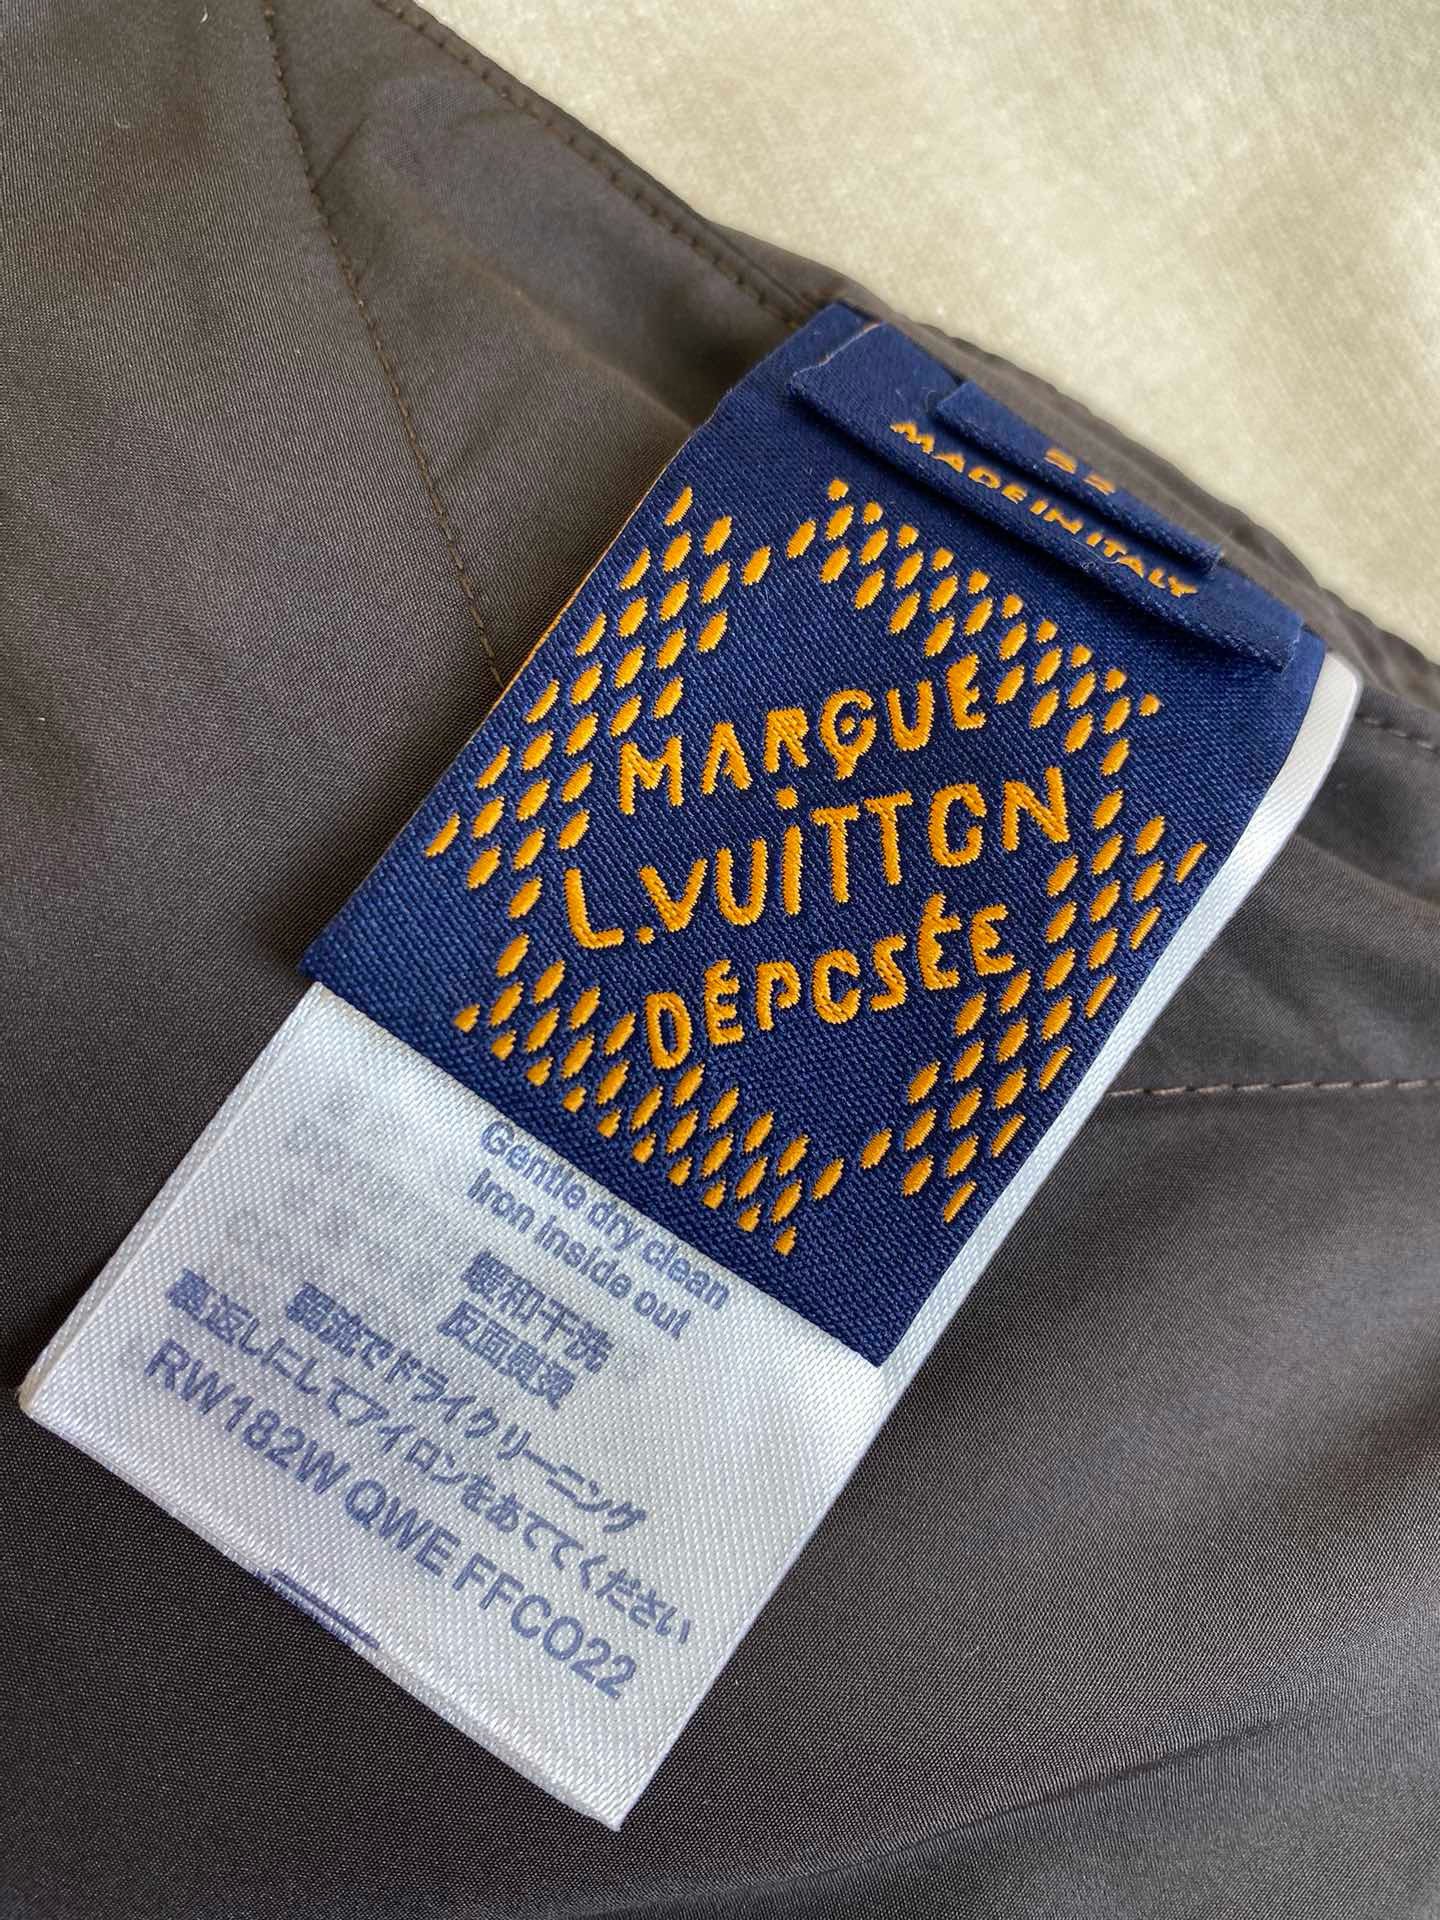 52
MADE IN ITALY
MARQUE
L.VUITTON
DÉPOSÉE
Gentle dry clean
Iron inside out
緩和干洗
反面熨燙
弱流でドライクリーニング
裏返しにしてアイロンをあててください
RW182W QWE FFCO22